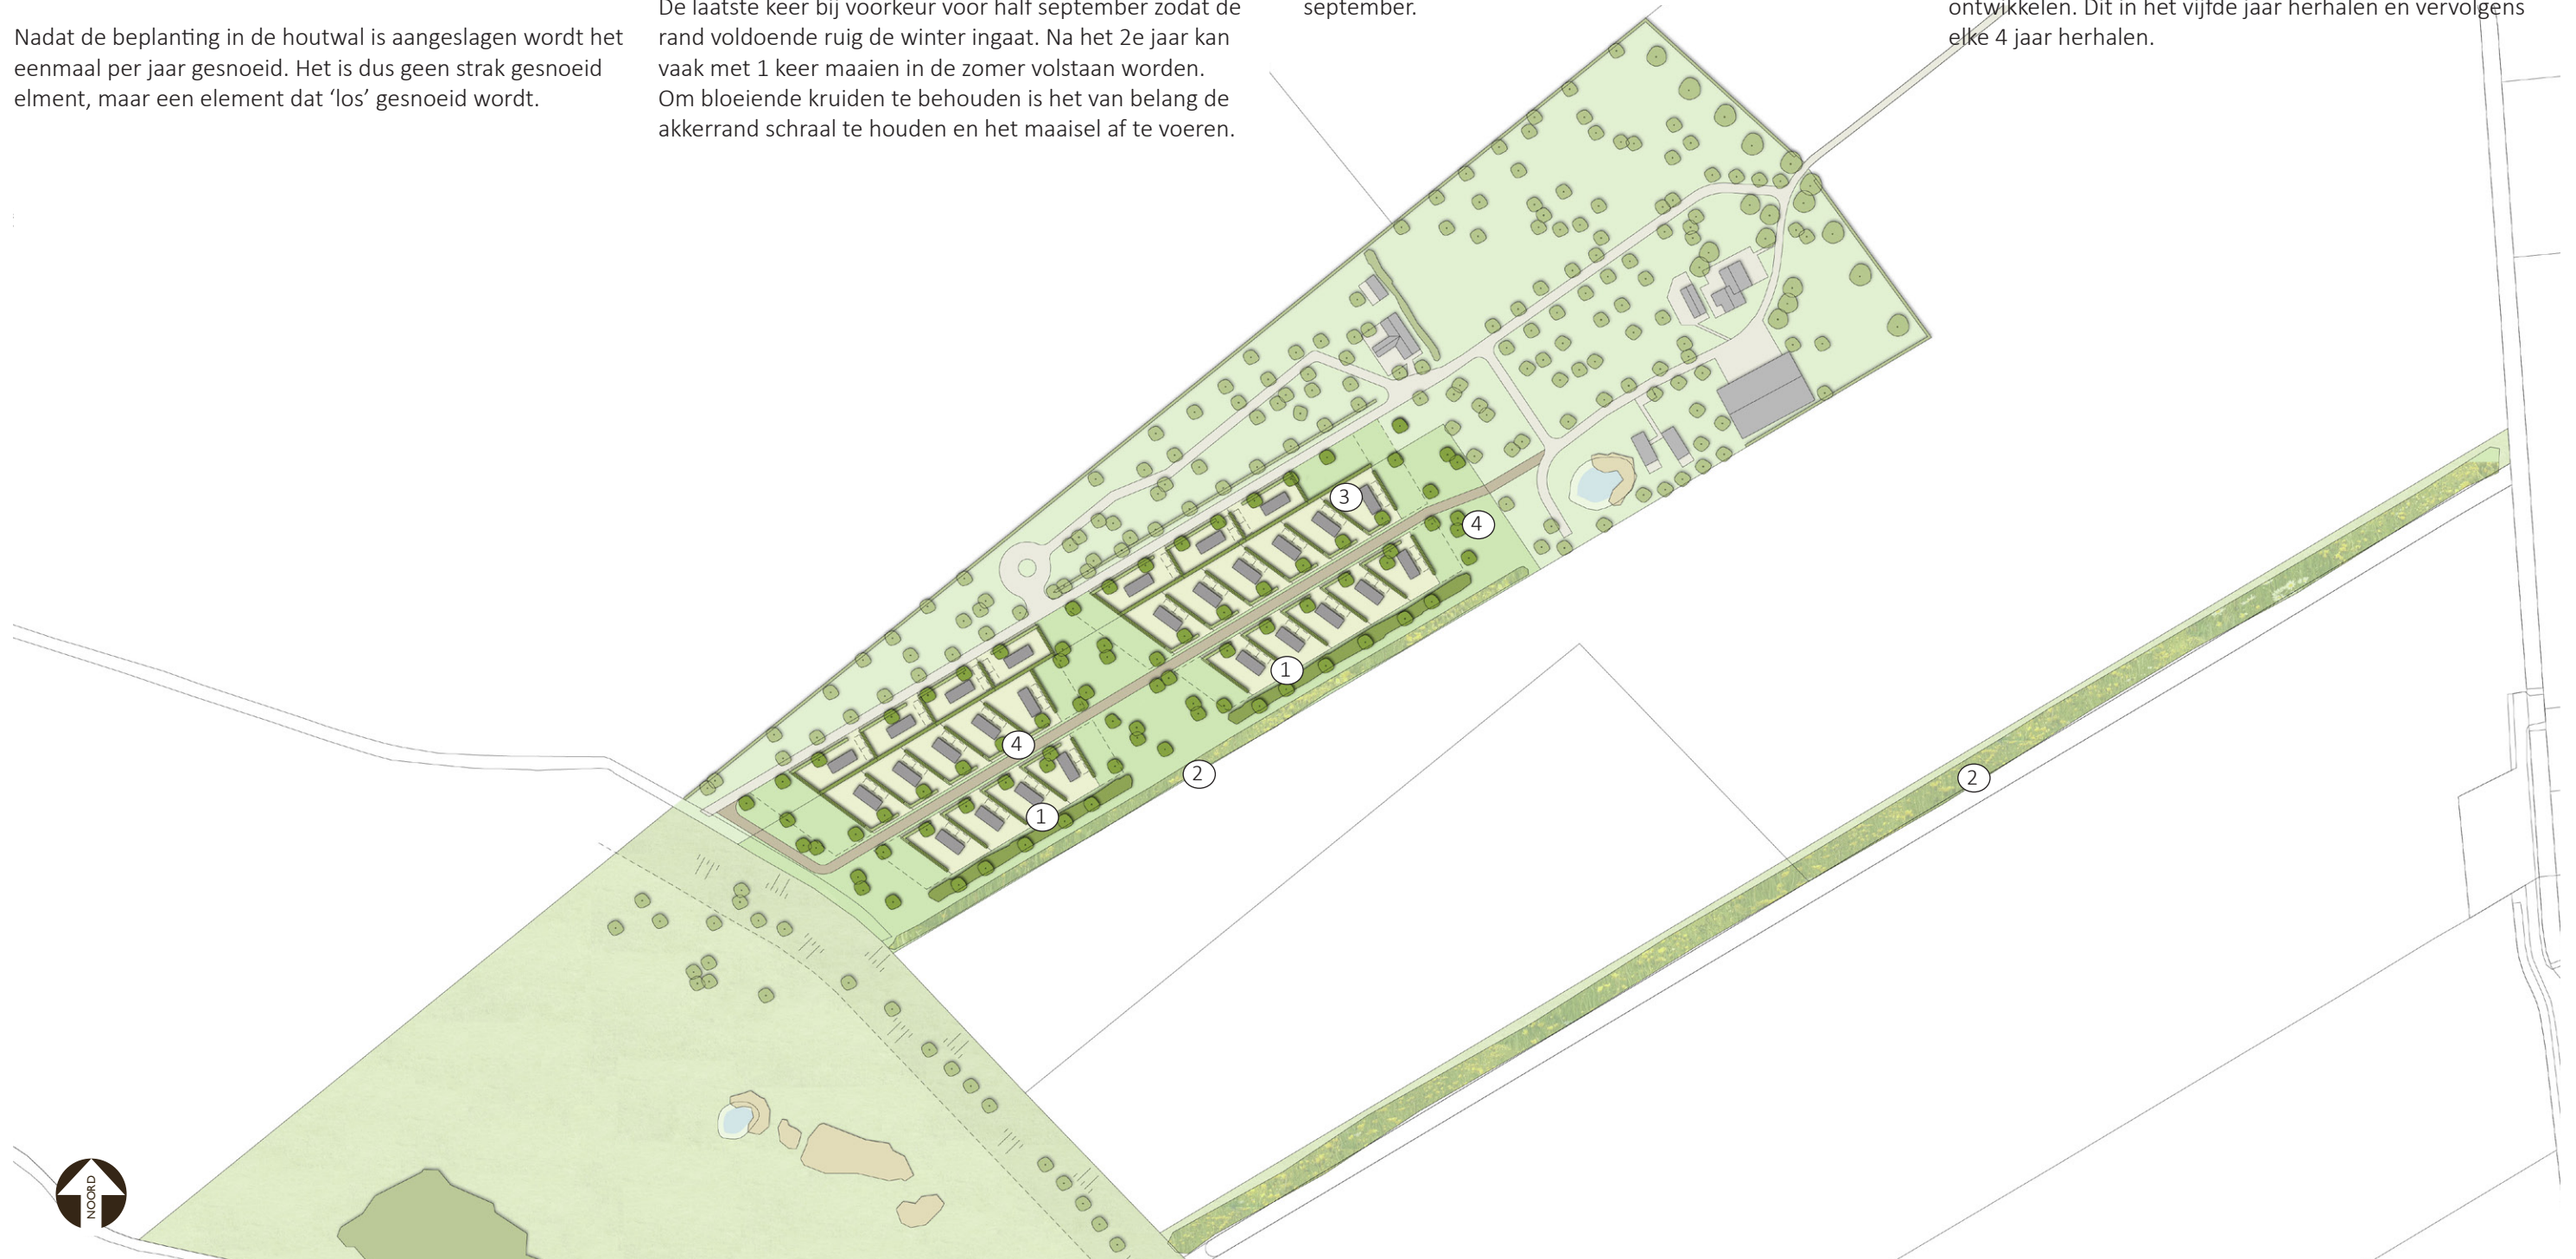 Nadat de beplanting in de houtwal is aangeslagen wordt het
eenmaal per jaar gesnoeid. Het is dus geen strak gesnoeid
elment, maar een element dat ‘los’ gesnoeid wordt.
De laatste keer bij voorkeur voor half september zodat de
rand voldoende ruig de winter ingaat. Na het 2e jaar kan
vaak met 1 keer maaien in de zomer volstaan worden.
Om bloeiende kruiden te behouden is het van belang de
akkerrand schraal te houden en het maaisel af te voeren.
september.
ontwikkelen. Dit in het vijfde jaar herhalen en vervolgens
elke 4 jaar herhalen.
3
4
1
4
2
2
1
NOORD